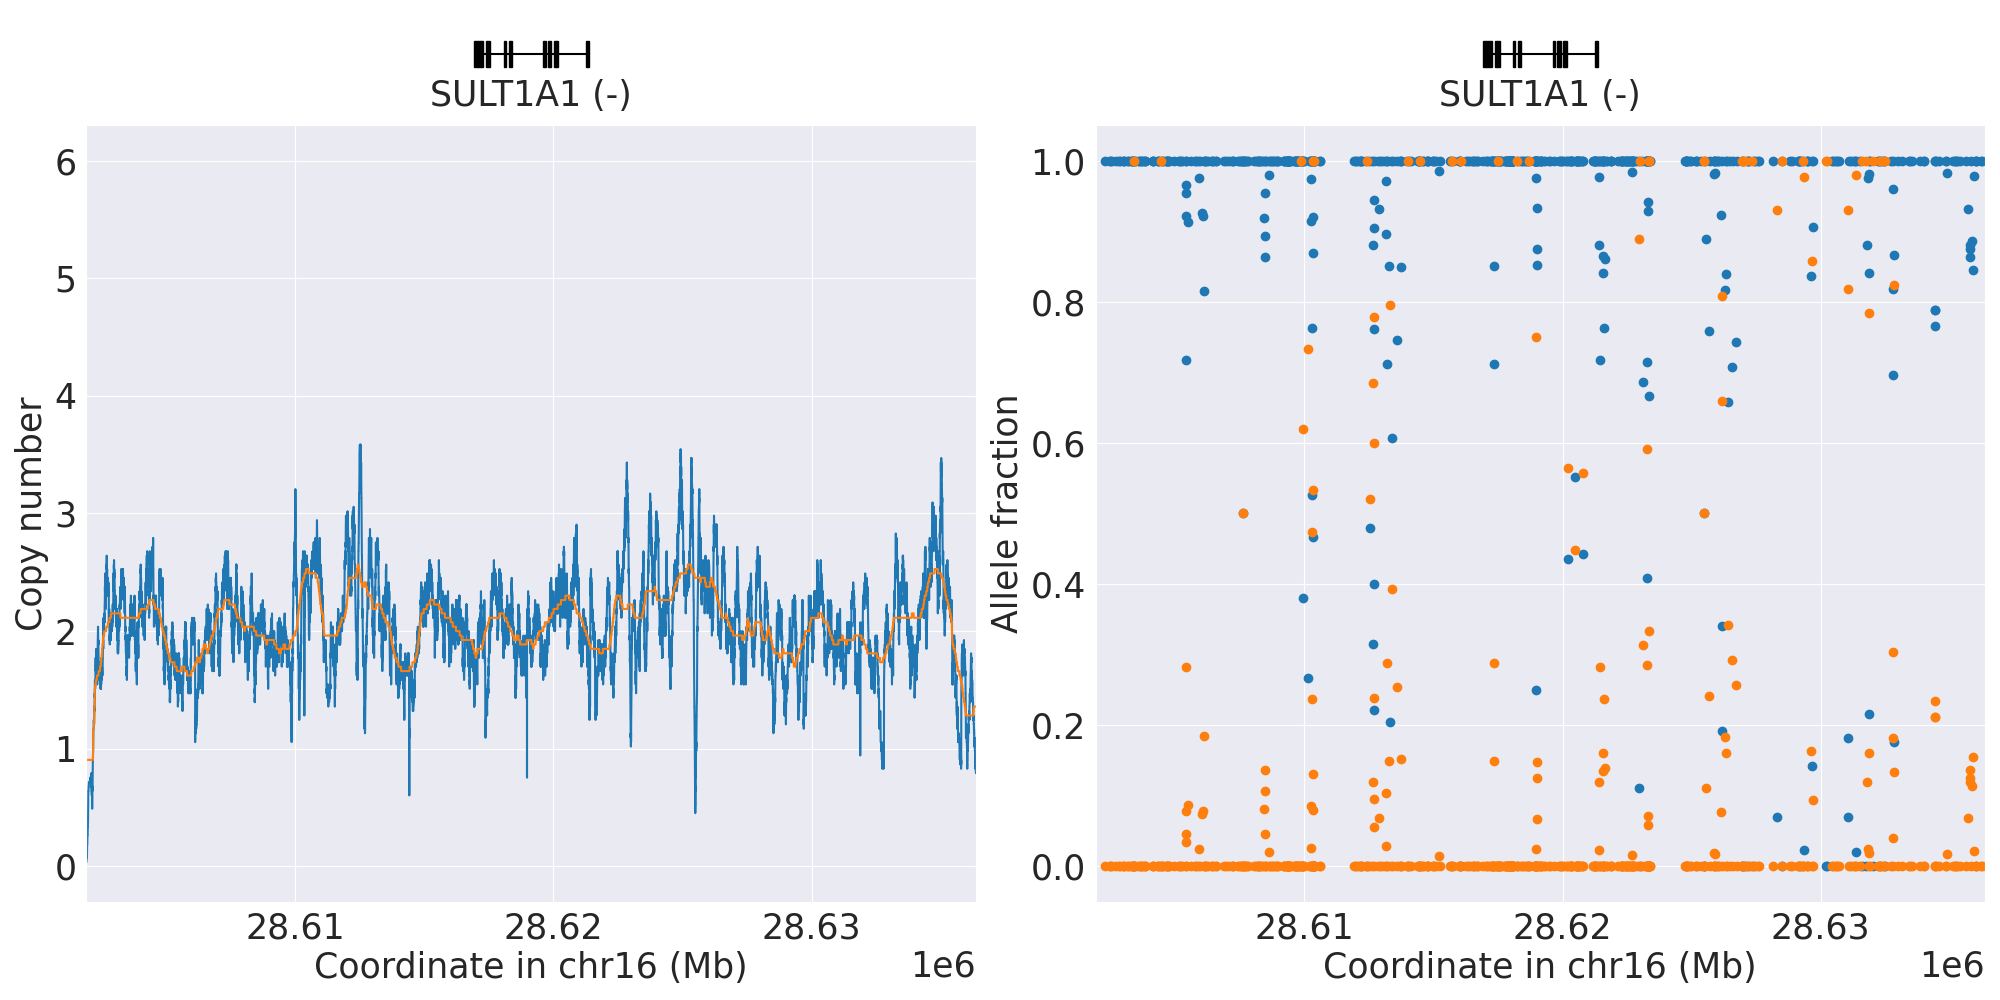 SULT1A1 (-)
Copy number
6
5
4
3
2
1
0
28.61
28.62
28.63
Coordinate in chr16 (Mb)
1e6
SULT1A1 (-)
Allele fraction
1.0
0.8
0.6
0.4
0.2
0.0
28.61
28.62
28.63
Coordinate in chr16 (Mb)
1e6